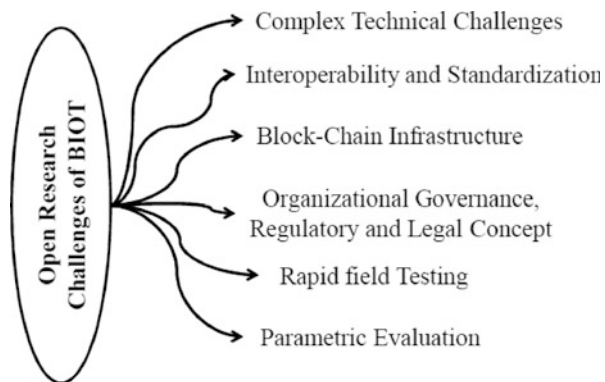 Open Research
Challenges of BIOT
Complex Technical Challenges
Interoperability and Standardization
Block-Chain Infrastructure
Organizational Governance,
Regulatory and Legal Concept
Rapid field Testing
Parametric Evaluation